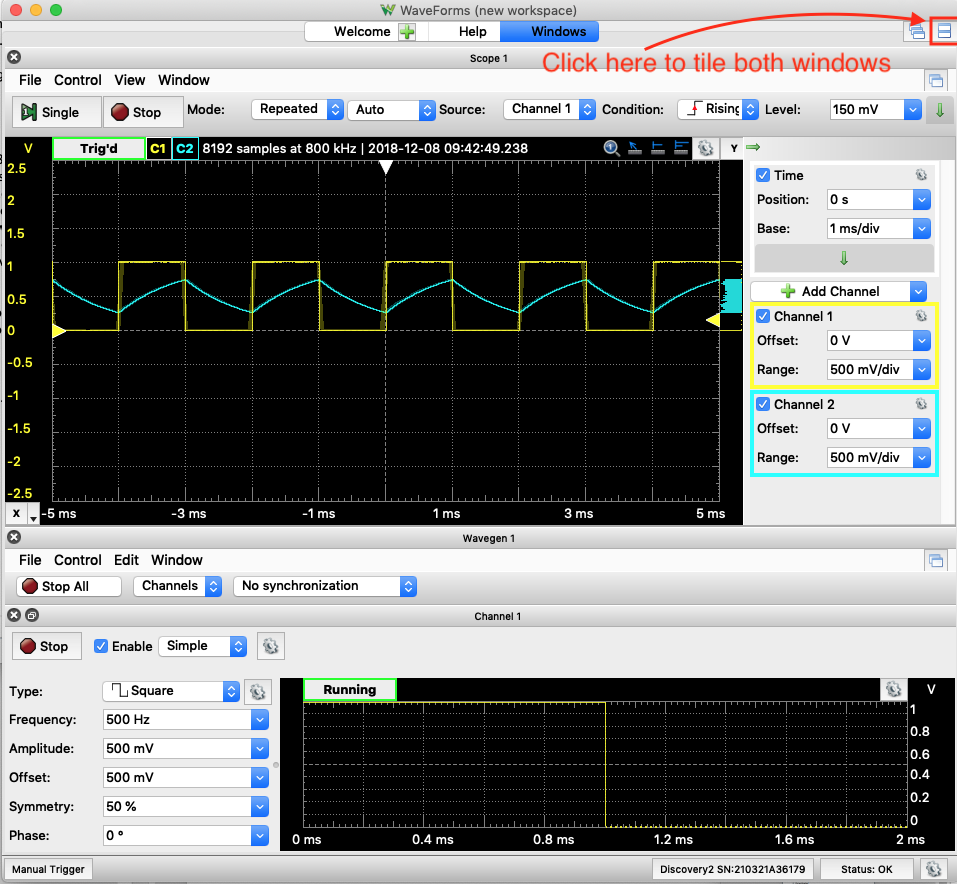 WaveForms (new workspace)
Welcome Help Windows
Click here to tile both windows
Scope 1
File Control View Window
Single Stop Mode: Repeated Auto Source: Channel 1 Condition: Rising Level: 150 mV
V Trig'd C1 C2 8192 samples at 800 kHz | 2018-12-08 09:42:49.238 Y
2.5
2
1.5
1
0.5
0
-0.5
-1
-1.5
-2
-2.5
X -5 ms -3 ms -1 ms 1 ms 3 ms 5 ms
Time
Position: 0 s
Base: 1 ms/div
Add Channel
Channel 1
Offset: 0 V
Range: 500 mV/div
Channel 2
Offset: 0 V
Range: 500 mV/div
Wavegen 1
File Control Edit Window
Stop All Channels No synchronization
Channel 1
Stop Enable Simple
Type: Square
Frequency: 500 Hz
Amplitude: 500 mV
Offset: 500 mV
Symmetry: 50 %
Phase: 0 º
Running V
1
0.8
0.6
0.4
0.2
0
0 ms 0.4 ms 0.8 ms 1.2 ms 1.6 ms 2 ms
Manual Trigger Discovery2 SN:210321A36179 Status: OK